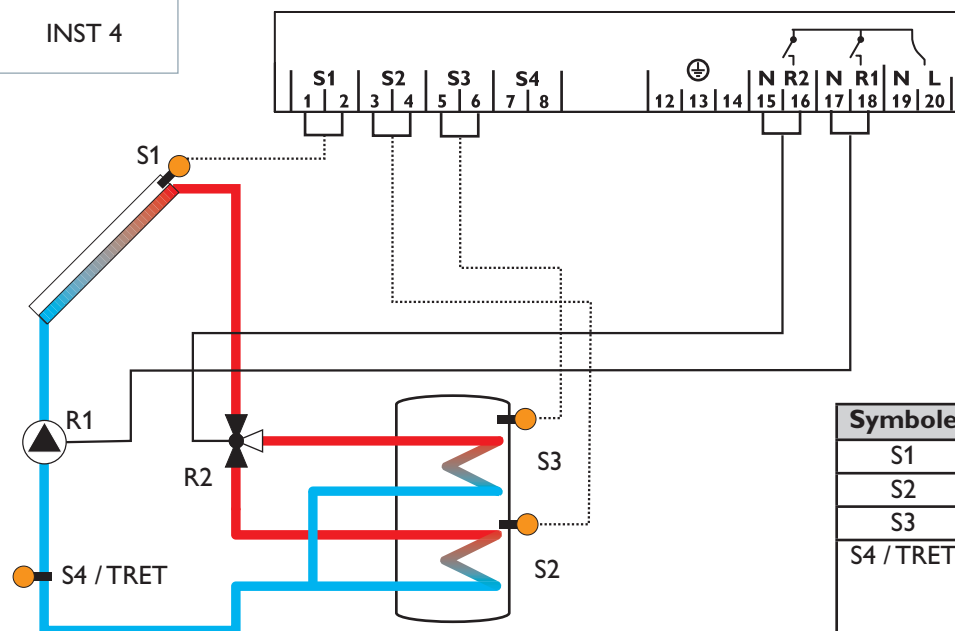 INST 4
S1 S2 S3 S4 N R2 N R1 N L
1 2 3 4 5 6 7 8 12 13 14 15 16 17 18 19 20
S1
R1
R2
S3
S2
S4 / TRET
Symbole
S1
S2
S3
S4 / TRET